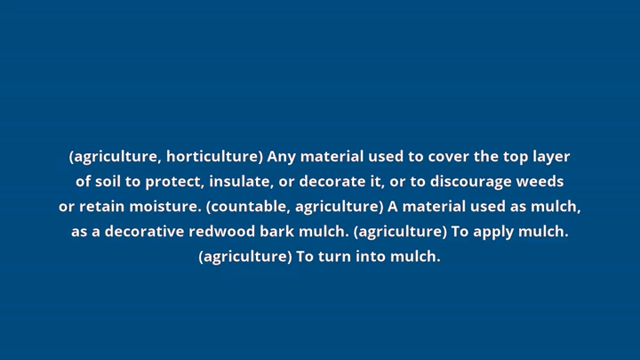 (agriculture, horticulture) Any material used to cover the top layer
of soil to protect, insulate, or decorate it, or to discourage weeds
or retain moisture. (countable, agriculture) A material used as mulch,
as a decorative redwood bark mulch. (agriculture) To apply mulch.
(agriculture) To turn into mulch.